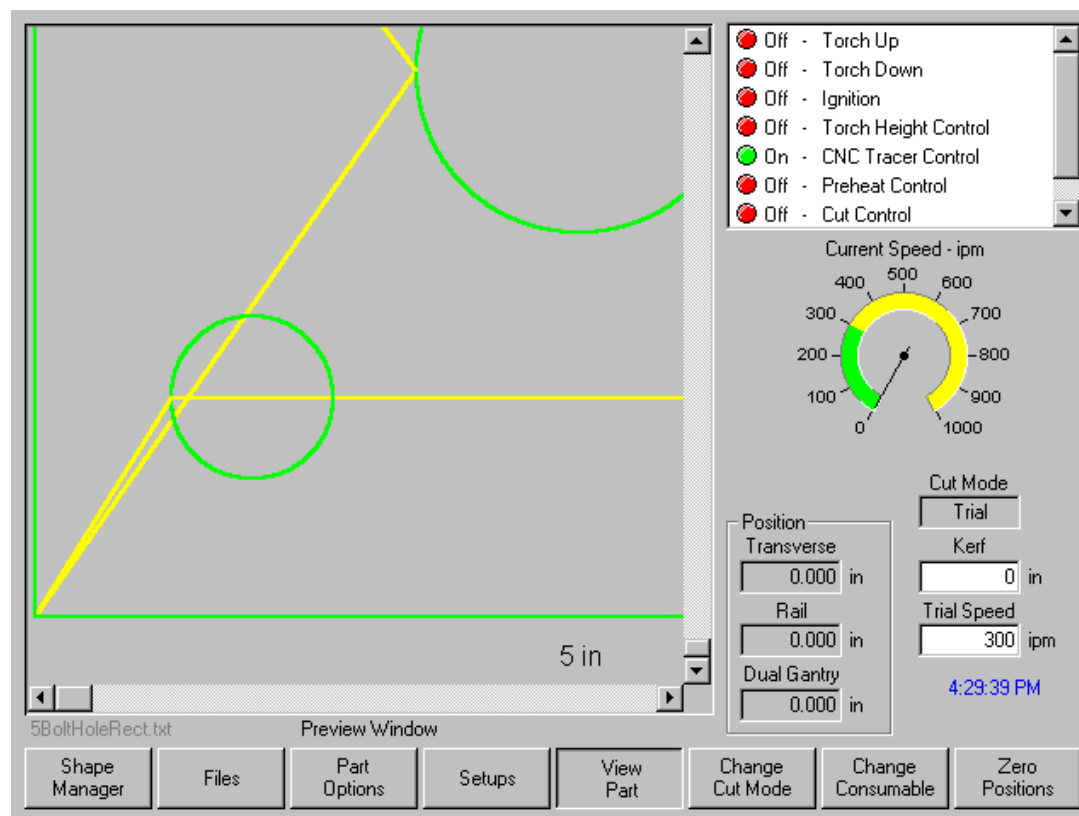 Off - Torch Up
Off - Torch Down
Off - Ignition
Off - Torch Height Control
On - CNC Tracer Control
Off - Preheat Control
Off - Cut Control
Current Speed - ipm
0
100
200
300
400
500
600
700
800
900
1000
Cut Mode
Trial
Position
Transverse
0.000 in
Rail
0.000 in
Dual Gantry
0.000 in
Kerf
0 in
Trial Speed
300 ipm
4:29:39 PM
5 in
5BoltHoleRect.txt
Preview Window
Shape
Manager
Files
Part
Options
Setups
View
Part
Change
Cut Mode
Change
Consumable
Zero
Positions